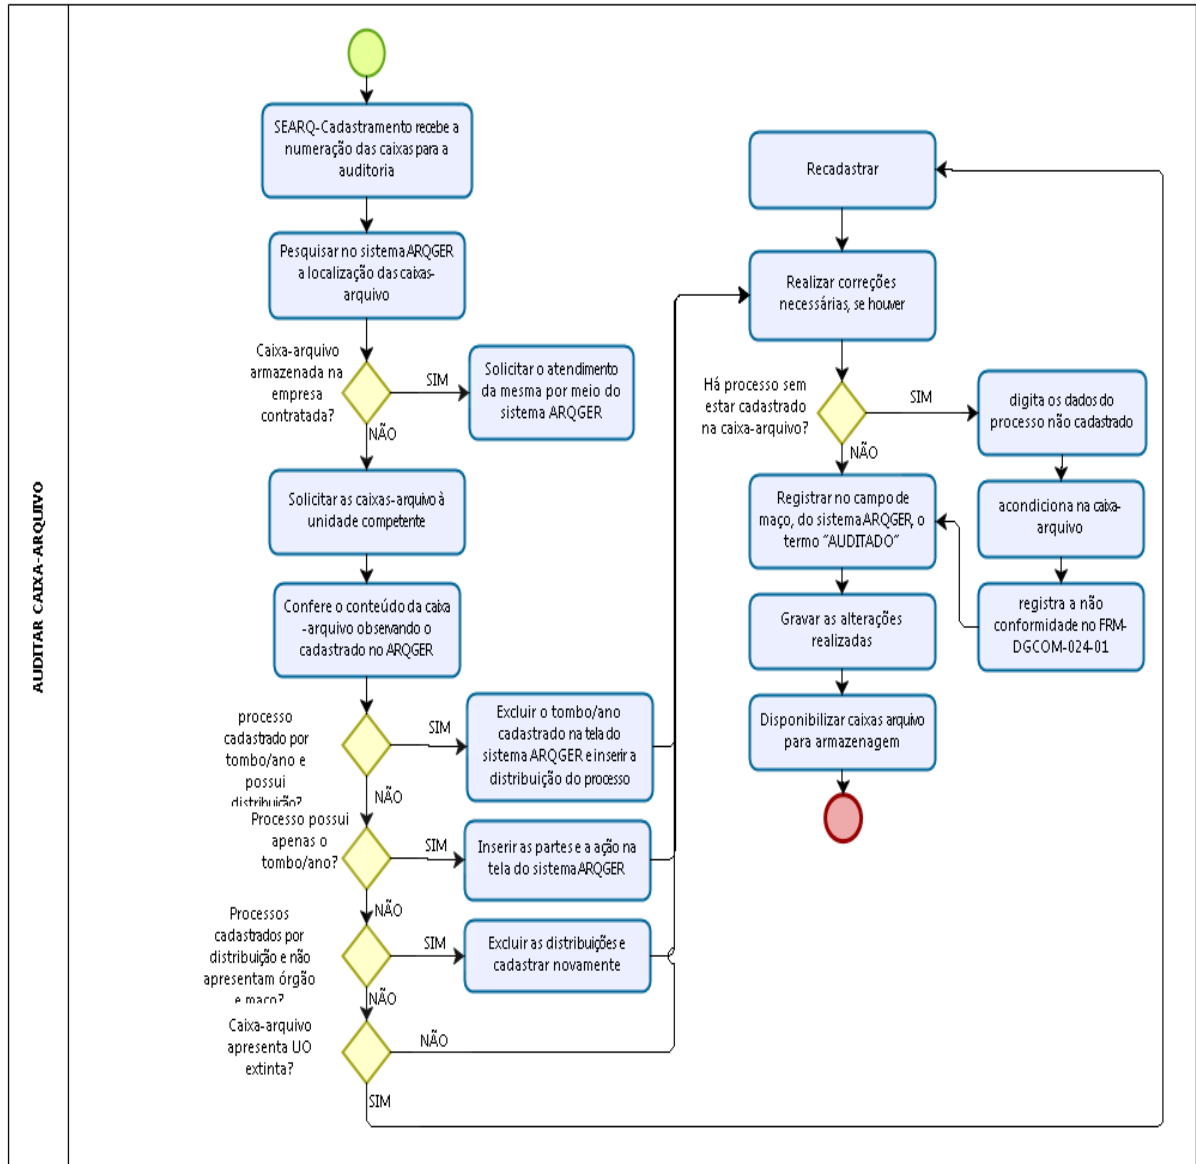 AUDITAR CAIXA-ARQUIVO
SEARQ-Cadastramento recebe a
numeração das caixas para a
auditoria
Pesquisar no sistema ARQGER
a localização das caixas-
arquivo
Caixa-arquivo
armazenada na
empresa
contratada?
SIM
Solicitar o atendimento
da mesma por meio do
sistema ARQGER
NÃO
Solicitar as caixas-arquivo à
unidade competente
Confere o conteúdo da caixa
-arquivo observando o
cadastrado no ARQGER
processo
cadastrado por
tombo/ano e
possui
distribuição?
SIM
Excluir o tombo/ano
cadastrado na tela do
sistema ARQGER e inserir a
distribuição do processo
NÃO
Processo possui
apenas o
tombo/ano?
SIM
Inserir as partes e a ação na
tela do sistema ARQGER
NÃO
Processos
cadastrados por
distribuição e não
apresentam órgão
e maço?
SIM
Excluir as distribuições e
cadastrar novamente
NÃO
Caixa-arquivo
apresenta UO
extinta?
NÃO
SIM
Recadastrar
Realizar correções
necessárias, se houver
Há processo sem
estar cadastrado
na caixa-arquivo?
SIM
digita os dados do
processo não cadastrado
NÃO
acondiciona na caixa-
arquivo
registra a não
conformidade no FRM-
DGCOM-024-01
Registrar no campo de
maço, do sistema ARQGER, o
termo “AUDITADO”
Gravar as alterações
realizadas
Disponibilizar caixas arquivo
para armazenagem